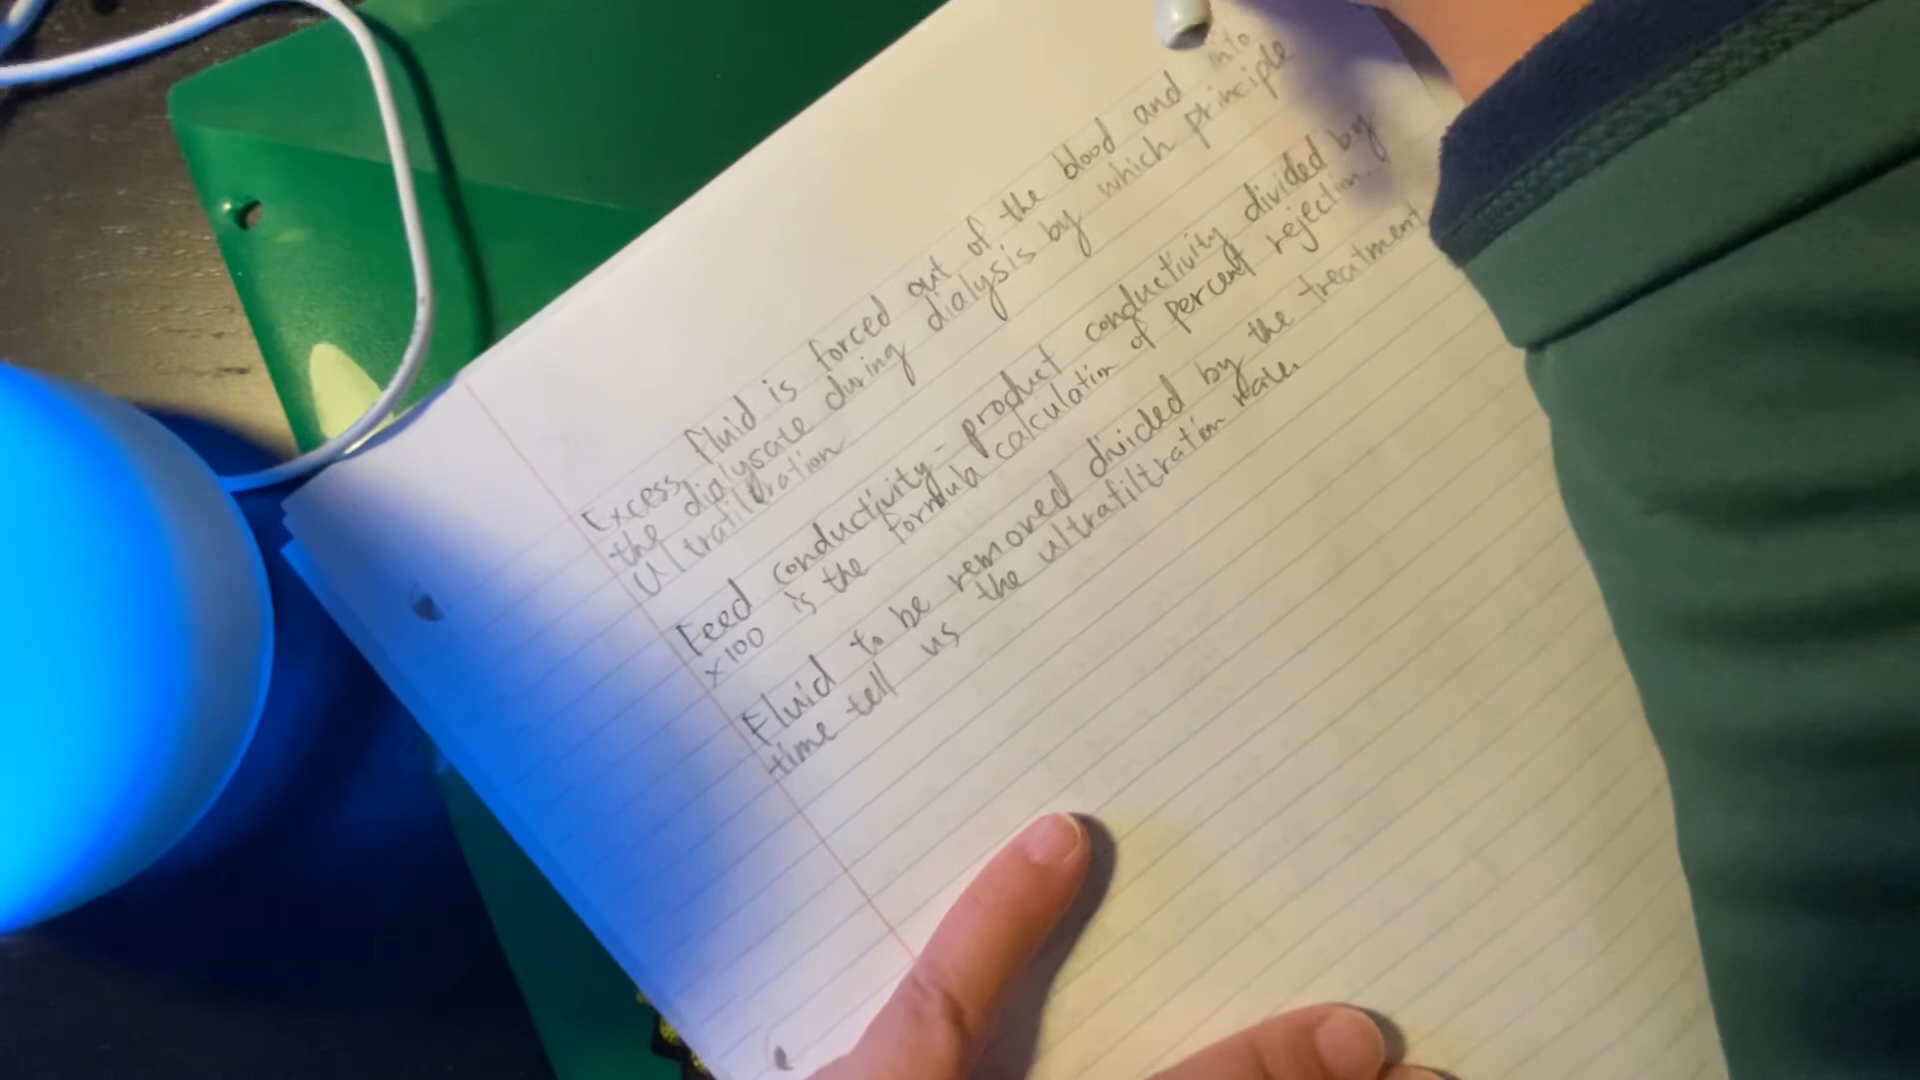 Excess fluid is forced out of the blood and into
the dialysate during dialysis by which principle
Ultrafiltration
Feed conductivity - product conductivity divided by
x100 is the formula calculation of percent rejection.
Fluid to be removed divided by the treatment
time tell us the ultrafiltration rate.